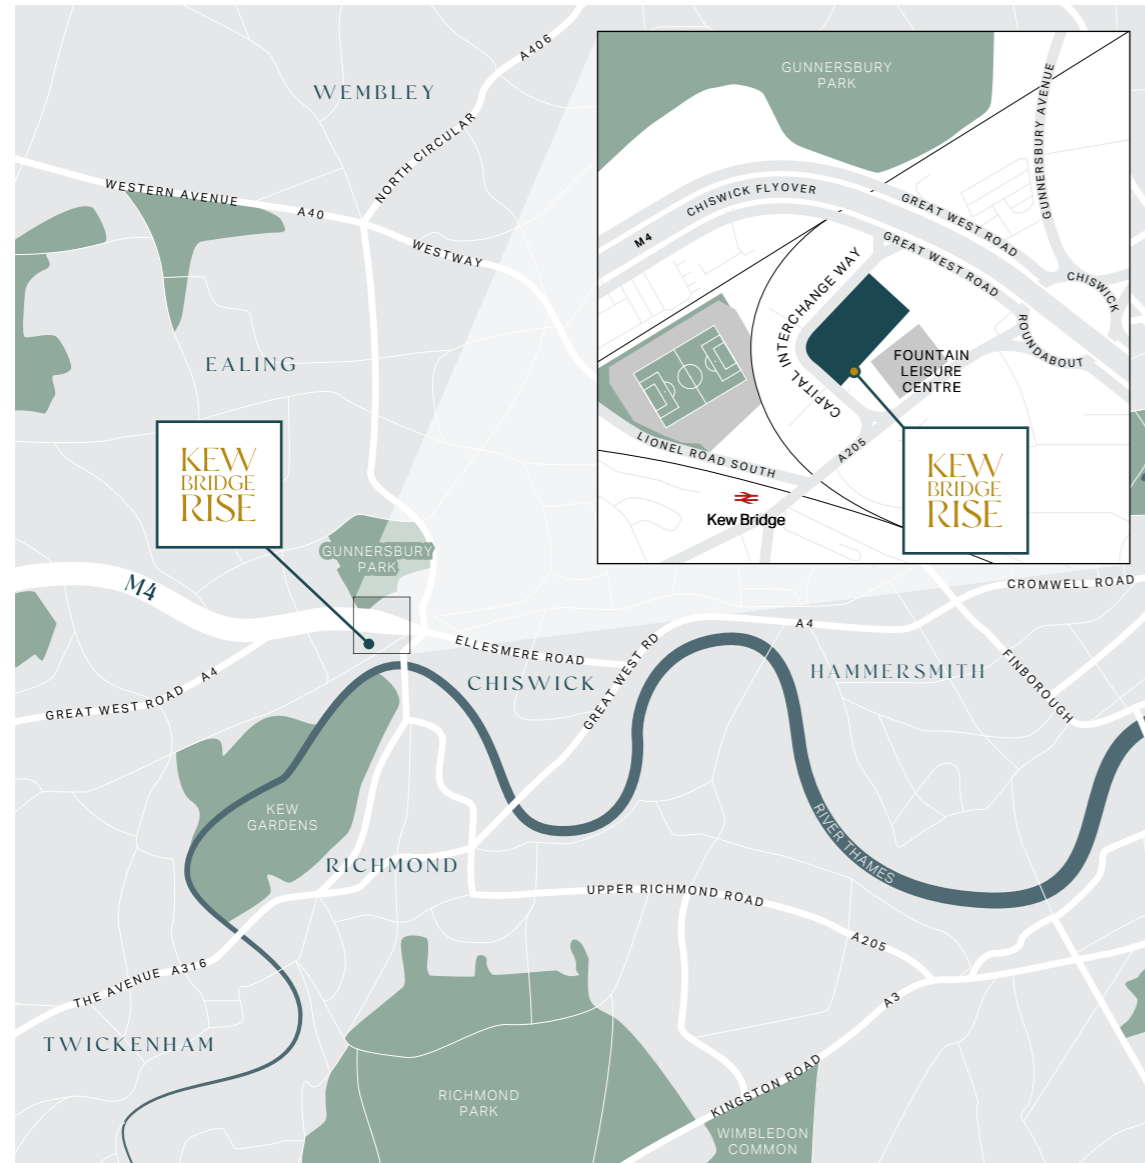 WEMBLEY
A406
NORTH CIRCULAR
WESTERN AVENUE
A40
WESTWAY
EALING
KEW
BRIDGE
RISE
GUNNERSBURY
PARK
M4
GREAT WEST ROAD
A4
ELLESMERE ROAD
CHISWICK
GREAT WEST RD
A4
HAMMERSMITH
CROMWELL ROAD
FINBOROUGH
KEW
GARDENS
RICHMOND
RIVER THAMES
UPPER RICHMOND ROAD
A205
A3
THE AVENUE
A316
TWICKENHAM
RICHMOND
PARK
KINGSTON ROAD
WIMBLEDON
COMMON
GUNNERSBURY
PARK
GUNNERSBURY AVENUE
CHISWICK FLYOVER
M4
GREAT WEST ROAD
GREAT WEST ROAD
CHISWICK
ROUNDABOUT
CAPITAL INTERCHANGE WAY
FOUNTAIN
LEISURE
CENTRE
LIONEL ROAD SOUTH
A205
Kew Bridge
KEW
BRIDGE
RISE